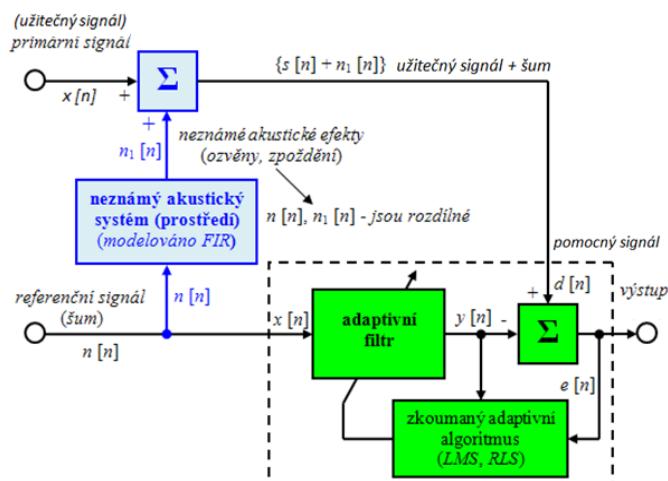 (užitečný signál)
primární signál
x [n]
+
Σ
{s [n] + n₁ [n]} užitečný signál + šum
+
n₁ [n]
neznámé akustické efekty
(ozvěny, zpoždění)
neznámý akustický
systém (prostředí)
(modelováno FIR)
n [n], n₁ [n] - jsou rozdílné
pomocný signál
referenční signál
(šum)
n [n]
n [n]
x [n]
adaptivní
filtr
y [n]
-
+
d [n]
Σ
výstup
e [n]
zkoumaný adaptivní
algoritmus
(LMS, RLS)